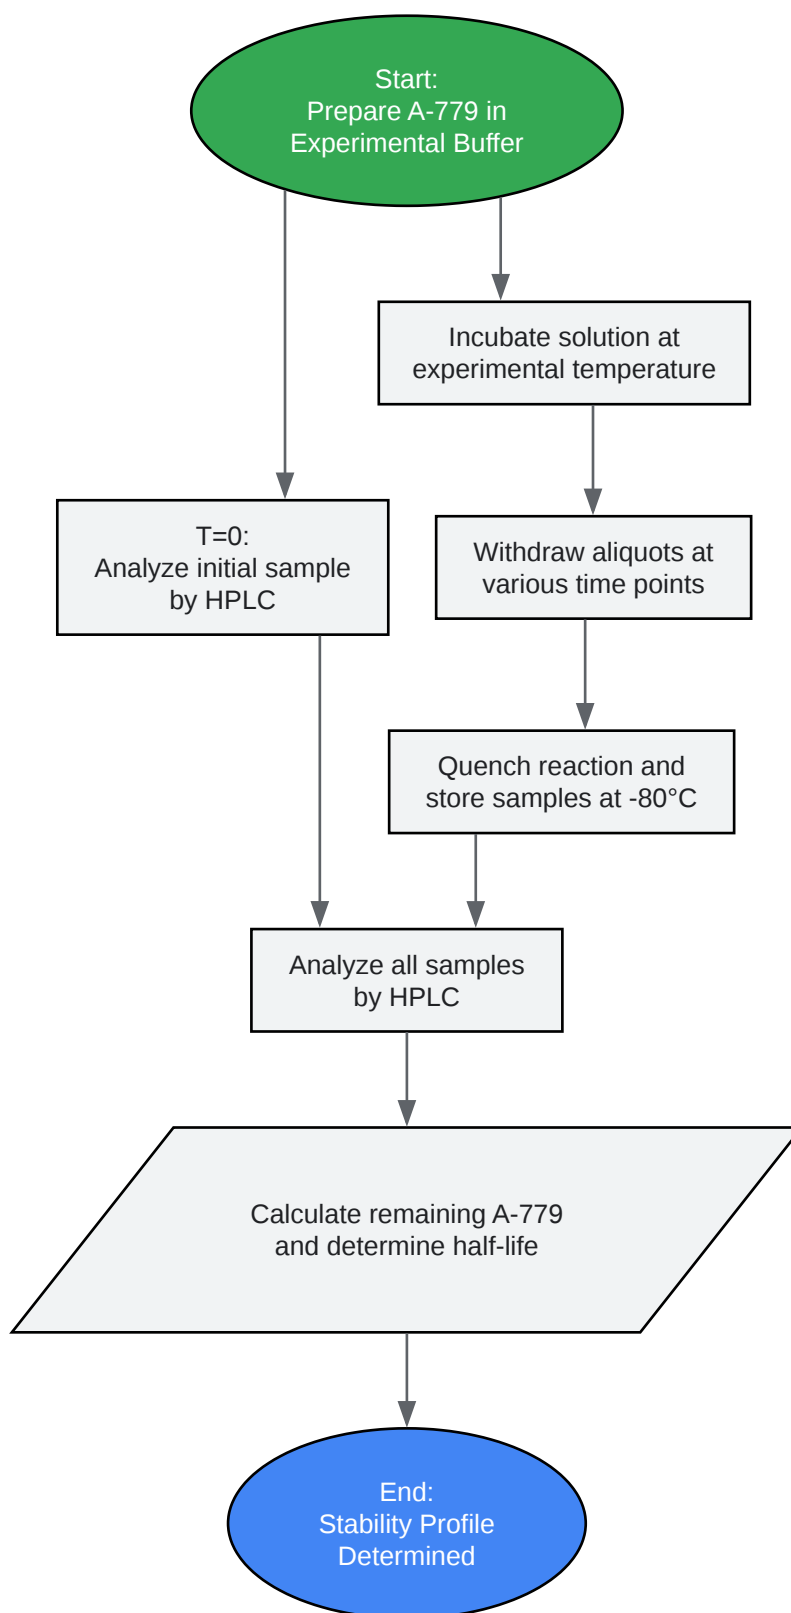 Start:
Prepare A-779 in
Experimental Buffer
Incubate solution at
experimental temperature
T=0:
Analyze initial sample
by HPLC
Withdraw aliquots at
various time points
Quench reaction and
store samples at -80°C
Analyze all samples
by HPLC
Calculate remaining A-779
and determine half-life
End:
Stability Profile
Determined